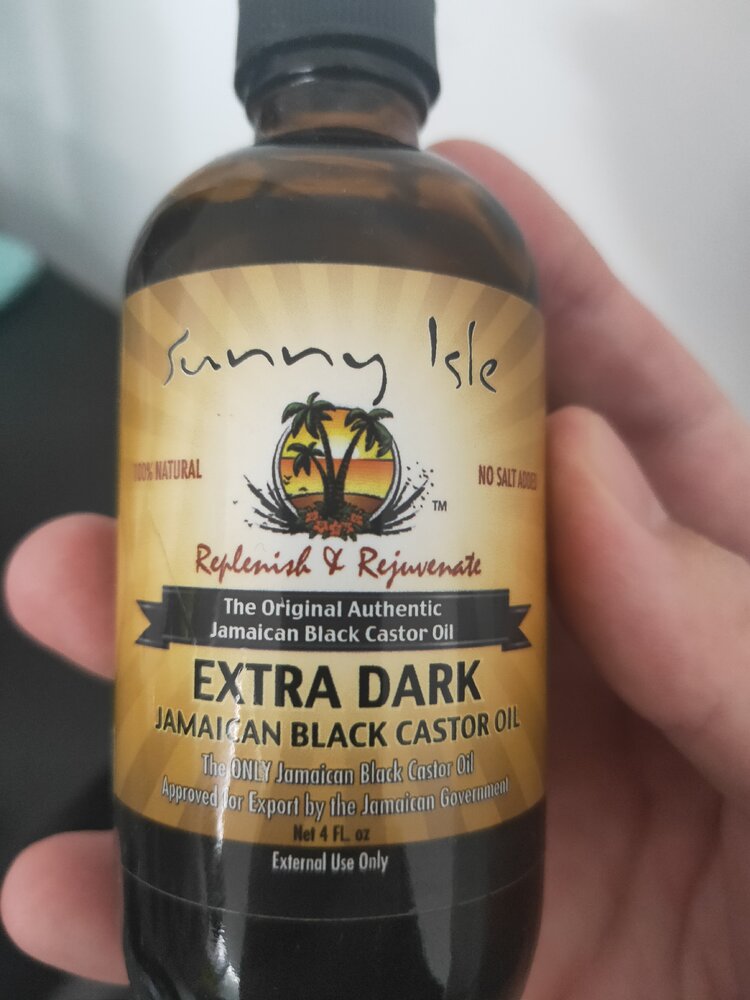 Sunny Isle
100% NATURAL
NO SALT ADDED
TM
Replenish & Rejuvenate
The Original Authentic
Jamaican Black Castor Oil
EXTRA DARK
JAMAICAN BLACK CASTOR OIL
The ONLY Jamaican Black Castor Oil
Approved for Export by the Jamaican Government
Net 4 FL. oz
External Use Only